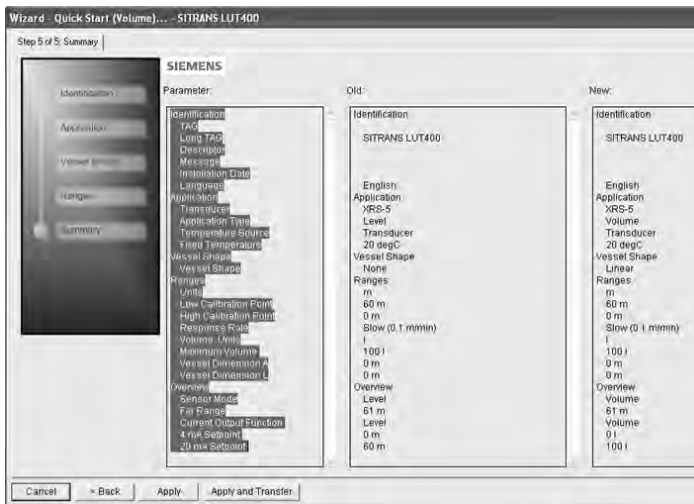 Wizard - Quick Start (Volume)... - SITRANS LUT400
Step 5 of 5: Summary
Identification
Application
Vessel Shape
Ranges
Summary
SIEMENS
Parameter:
Identification
TAG
Long TAG
Descriptor
Message
Installation Date
Language
Application
Transducer
Application Type
Temperature Source
Fixed Temperature
Vessel Shape
Vessel Shape
Ranges
Units
Low Calibration Point
High Calibration Point
Response Rate
Volume Units
Maximum Volume
Vessel Dimension A
Vessel Dimension L
Overview
Sensor Mode
Far Range
Current Output Function
4 mA Setpoint
20 mA Setpoint
Old:
Identification
SITRANS LUT400
English
Application
XRS-5
Level
Transducer
20 degC
Vessel Shape
None
Ranges
m
60 m
0 m
Slow (0.1 m/min)
l
100 l
0 m
0 m
Overview
Level
61 m
Level
0 m
60 m
New:
Identification
SITRANS LUT400
English
Application
XRS-5
Volume
Transducer
20 degC
Vessel Shape
Linear
Ranges
m
60 m
0 m
Slow (0.1 m/min)
l
100 l
0 m
0 m
Overview
Volume
61 m
Volume
0 l
100 l
Cancel
< Back
Apply
Apply and Transfer